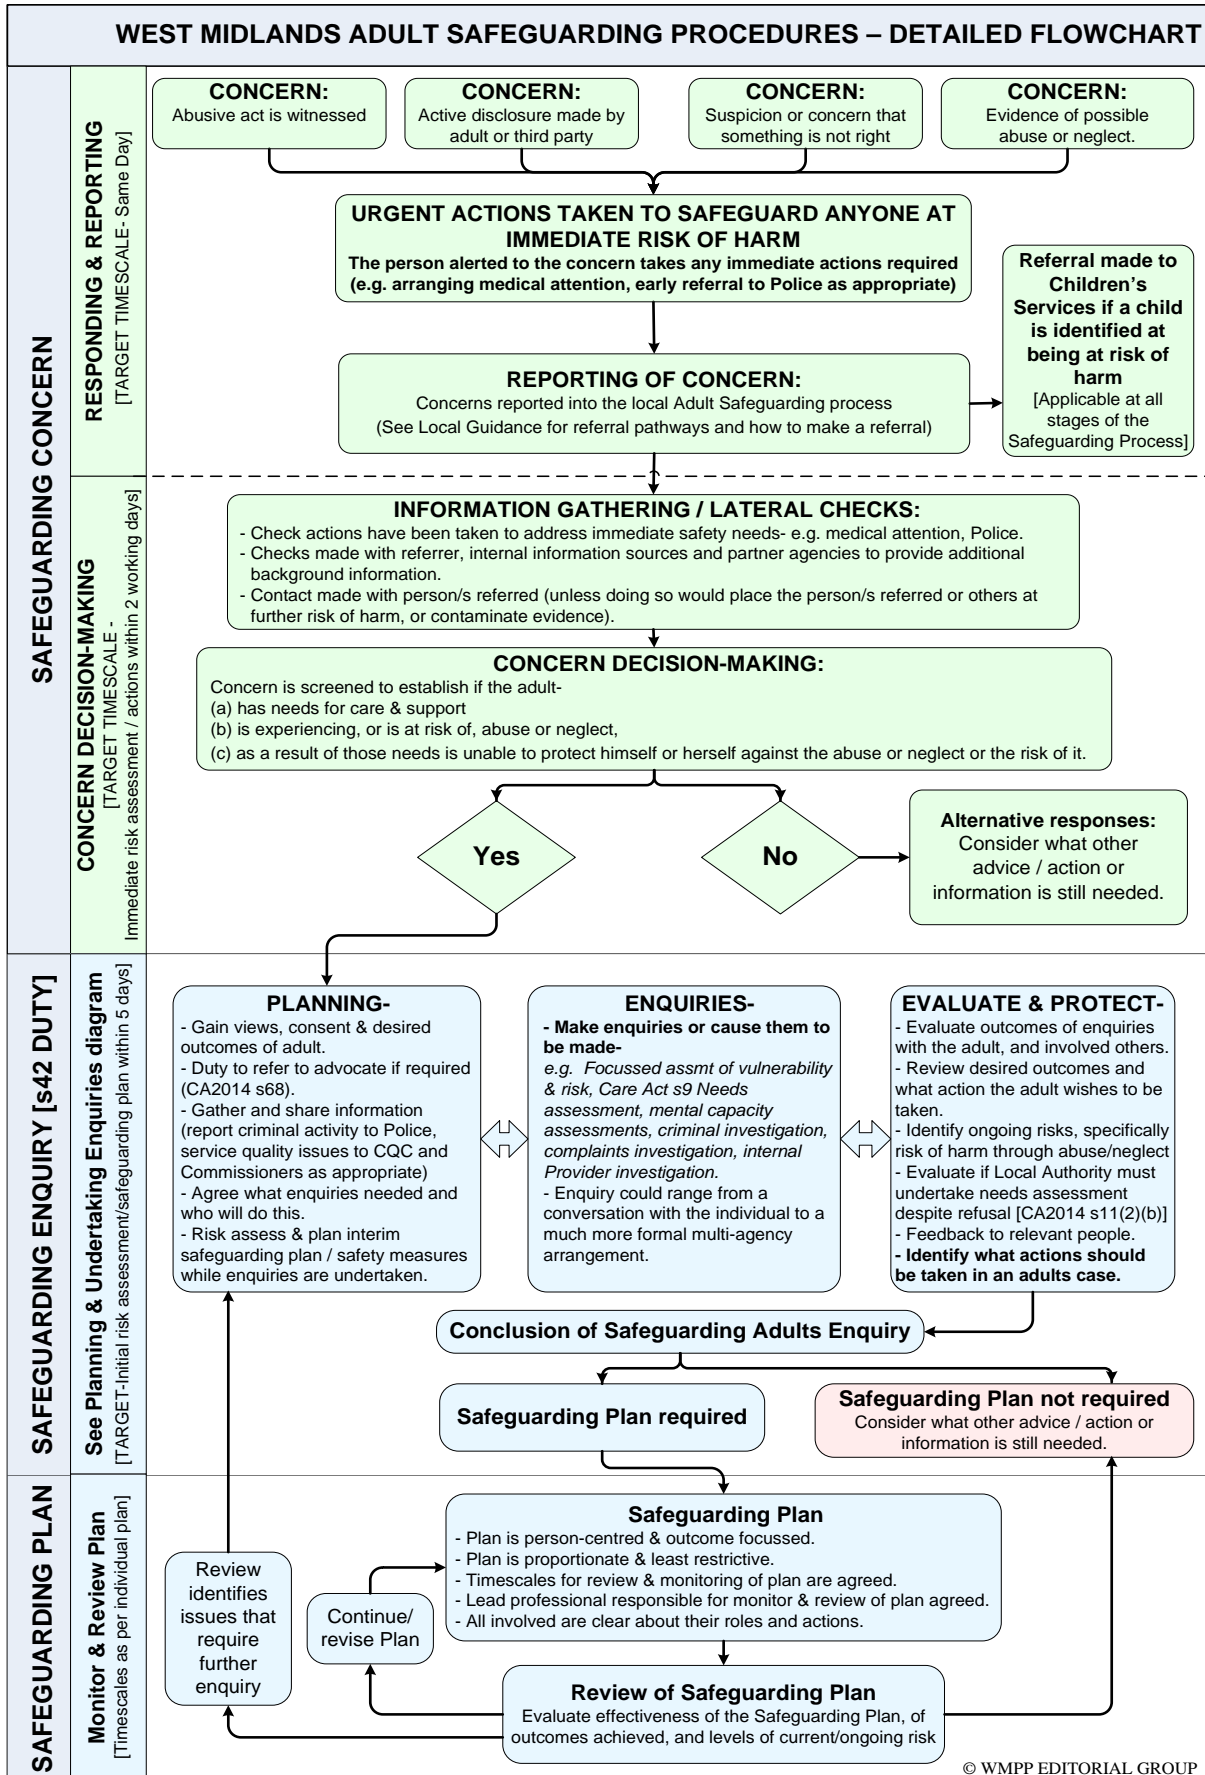 WEST MIDLANDS ADULT SAFEGUARDING PROCEDURES – DETAILED FLOWCHART
SAFEGUARDING CONCERN
RESPONDING & REPORTING
[TARGET TIMESCALE- Same Day]
CONCERN:
Abusive act is witnessed
CONCERN:
Active disclosure made by
adult or third party
CONCERN:
Suspicion or concern that
something is not right
CONCERN:
Evidence of possible
abuse or neglect.
URGENT ACTIONS TAKEN TO SAFEGUARD ANYONE AT
IMMEDIATE RISK OF HARM
The person alerted to the concern takes any immediate actions required
(e.g. arranging medical attention, early referral to Police as appropriate)
Referral made to
Children's
Services if a child
is identified at
being at risk of
harm
[Applicable at all
stages of the
Safeguarding Process]
REPORTING OF CONCERN:
Concerns reported into the local Adult Safeguarding process
(See Local Guidance for referral pathways and how to make a referral)
CONCERN DECISION-MAKING
[TARGET TIMESCALE -
Immediate risk assessment / actions within 2 working days]
INFORMATION GATHERING / LATERAL CHECKS:
- Check actions have been taken to address immediate safety needs- e.g. medical attention, Police.
- Checks made with referrer, internal information sources and partner agencies to provide additional
background information.
- Contact made with person/s referred (unless doing so would place the person/s referred or others at
further risk of harm, or contaminate evidence).
CONCERN DECISION-MAKING:
Concern is screened to establish if the adult-
(a) has needs for care & support
(b) is experiencing, or is at risk of, abuse or neglect,
(c) as a result of those needs is unable to protect himself or herself against the abuse or neglect or the risk of it.
Yes
No
Alternative responses:
Consider what other
advice / action or
information is still needed.
SAFEGUARDING ENQUIRY [s42 DUTY]
See Planning & Undertaking Enquiries diagram
[TARGET-Initial risk assessment/safeguarding plan within 5 days]
PLANNING-
- Gain views, consent & desired
outcomes of adult.
- Duty to refer to advocate if required
(CA2014 s68).
- Gather and share information
(report criminal activity to Police,
service quality issues to CQC and
Commissioners as appropriate)
- Agree what enquiries needed and
who will do this.
- Risk assess & plan interim
safeguarding plan / safety measures
while enquiries are undertaken.
ENQUIRIES-
- Make enquiries or cause them to
be made-
e.g. Focussed assmt of vulnerability
& risk, Care Act s9 Needs
assessment, mental capacity
assessments, criminal investigation,
complaints investigation, internal
Provider investigation.
- Enquiry could range from a
conversation with the individual to a
much more formal multi-agency
arrangement.
EVALUATE & PROTECT-
- Evaluate outcomes of enquiries
with the adult, and involved others.
- Review desired outcomes and
what action the adult wishes to be
taken.
- Identify ongoing risks, specifically
risk of harm through abuse/neglect
- Evaluate if Local Authority must
undertake needs assessment
despite refusal [CA2014 s11(2)(b)]
- Feedback to relevant people.
- Identify what actions should
be taken in an adults case.
Conclusion of Safeguarding Adults Enquiry
Safeguarding Plan required
Safeguarding Plan not required
Consider what other advice / action or
information is still needed.
SAFEGUARDING PLAN
Monitor & Review Plan
[Timescales as per individual plan]
Review
identifies
issues that
require
further
enquiry
Continue/
revise Plan
Safeguarding Plan
- Plan is person-centred & outcome focussed.
- Plan is proportionate & least restrictive.
- Timescales for review & monitoring of plan are agreed.
- Lead professional responsible for monitor & review of plan agreed.
- All involved are clear about their roles and actions.
Review of Safeguarding Plan
Evaluate effectiveness of the Safeguarding Plan, of
outcomes achieved, and levels of current/ongoing risk
© WMPP EDITORIAL GROUP